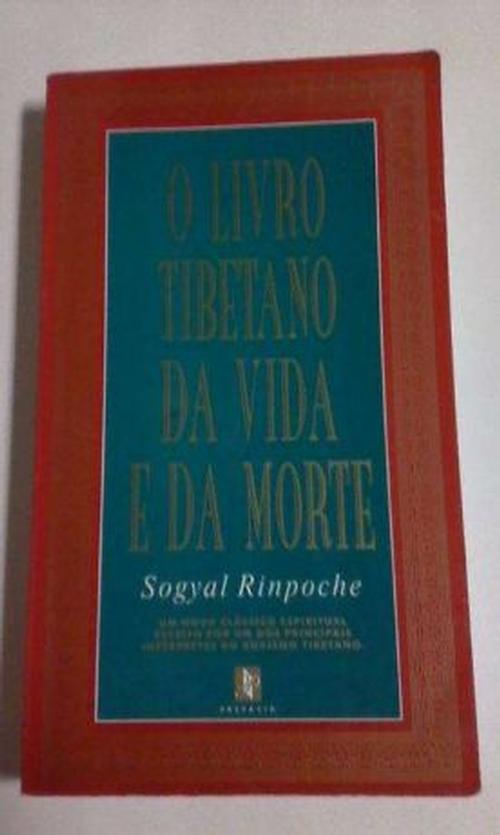 O LIVRO
TIBETANO
DA VIDA
E DA MORTE
Sogyal Rinpoche
UM NOVO CLÁSSICO ESPIRITUAL
ESCRITO POR UM DOS PRINCIPAIS
INTÉRPRETES DO BUDISMO TIBETANO.
PREFÁCIO